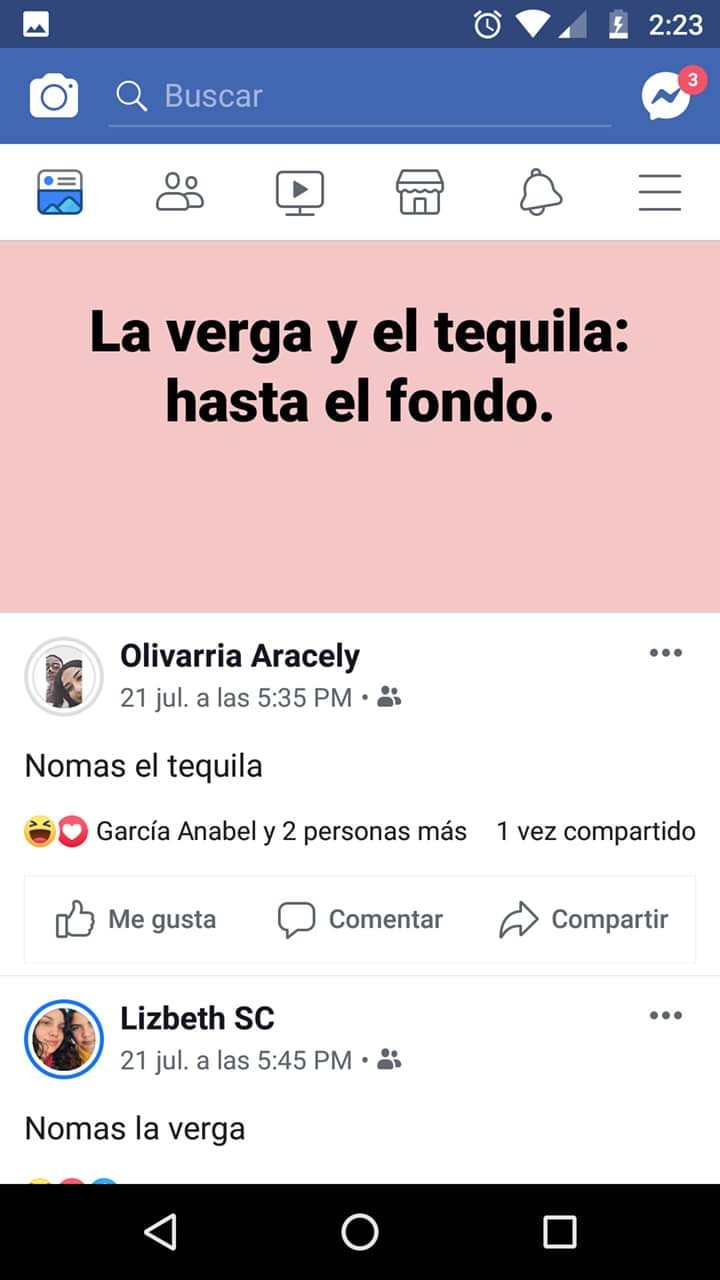 2:23
Buscar
3
La verga y el tequila:
hasta el fondo.
Olivarria Aracely
21 jul. a las 5:35 PM •
Nomas el tequila
García Anabel y 2 personas más 1 vez compartido
Me gusta Comentar Compartir
Lizbeth SC
21 jul. a las 5:45 PM •
Nomas la verga